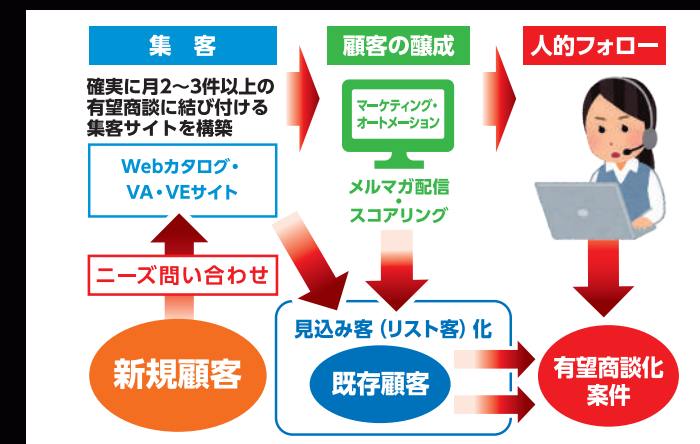 集 客
顧客の醸成
人的フォロー
確実に月2～3件以上の
有望商談に結び付ける
集客サイトを構築
マーケティング・
オートメーション
Webカタログ・
VA・VEサイト
メルマガ配信
・
スコアリング
ニーズ問い合わせ
見込み客（リスト客）化
新規顧客
既存顧客
有望商談化
案件